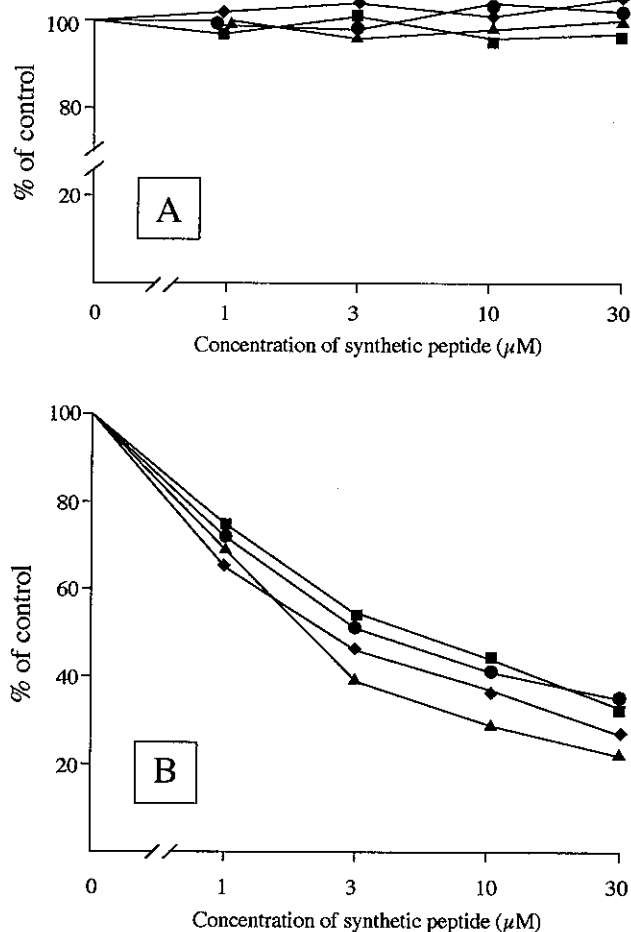 100
80
20
% of control
A
0 1 3 10 30
Concentration of synthetic peptide (μM)
100
80
60
40
20
% of control
B
0 1 3 10 30
Concentration of synthetic peptide (μM)